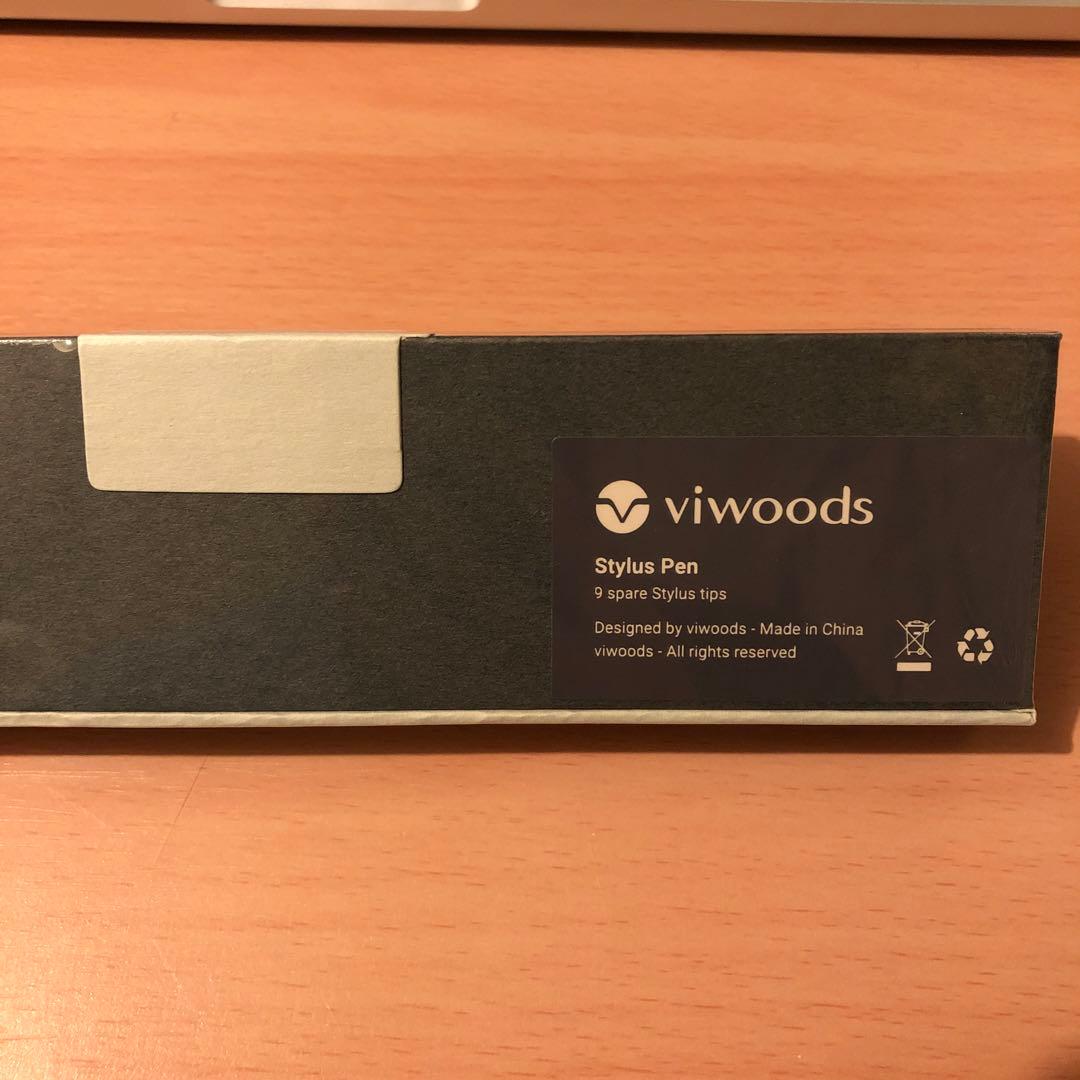 viwoods
Stylus Pen
9 spare Stylus tips
Designed by viwoods - Made in China
viwoods - All rights reserved